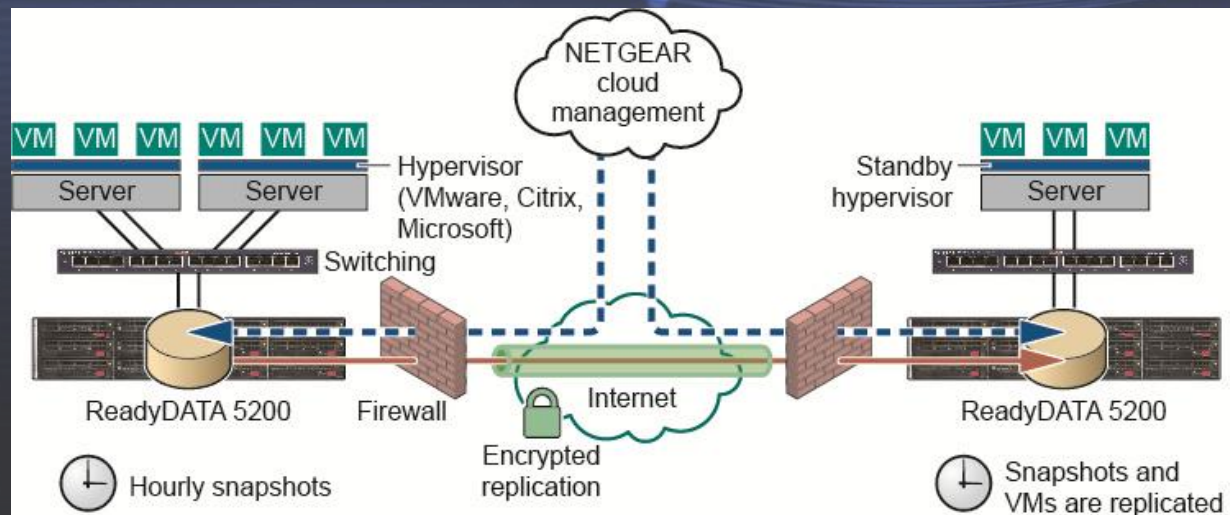 NETGEAR
cloud
management
VM VM VM VM VM VM
Hypervisor
(VMware, Citrix,
Microsoft)
Server Server
Switching
ReadyDATA 5200
Firewall
Hourly snapshots
Internet
Encrypted
replication
VM VM VM
Standby
hypervisor
Server
ReadyDATA 5200
Snapshots and
VMs are replicated